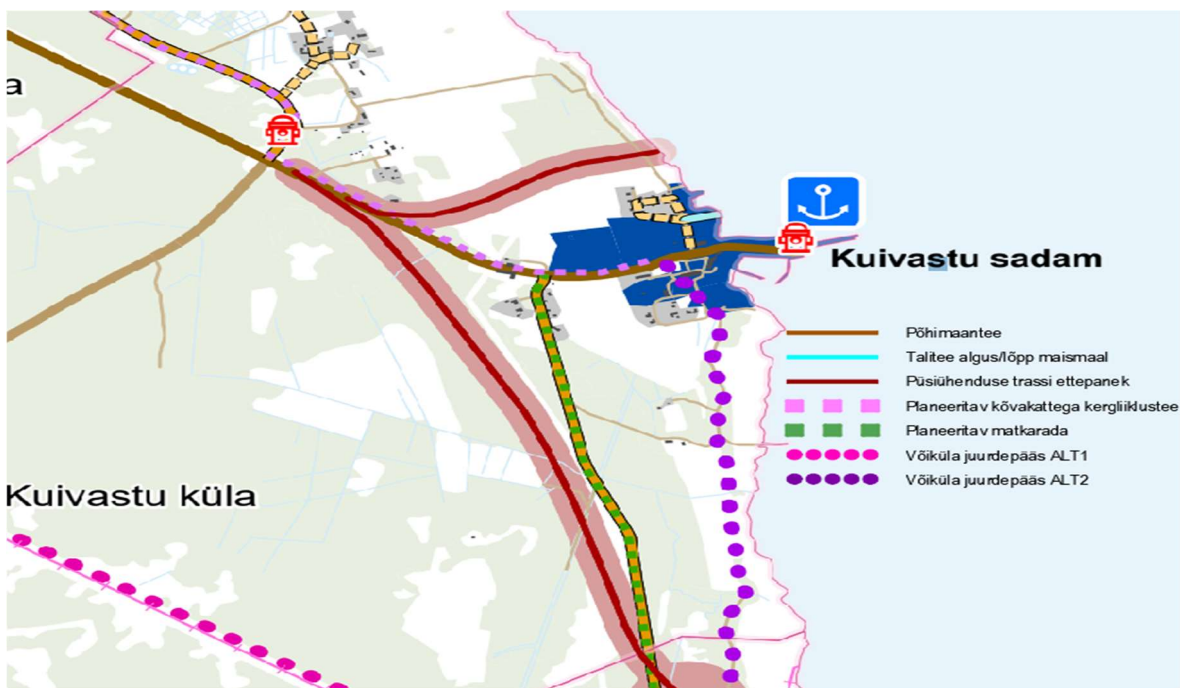 a
Kuivastu sadam
Põhimaantee
Talitee algus/lõpp maismaal
Püsiühenduse trassi ettepanek
Planeeritav kõvakattega kergliiklustee
Planeeritav matkarada
Võiküla juurdepääs ALT1
Võiküla juurdepääs ALT2
Kuivastu küla